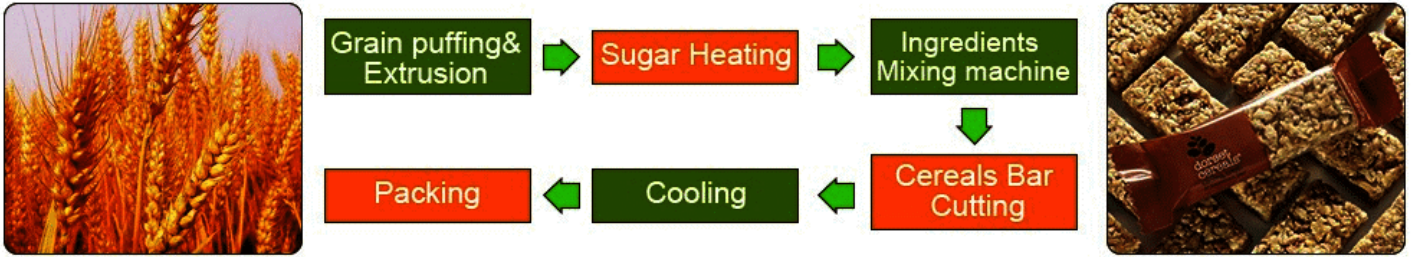 Grain puffing&
Extrusion
Sugar Heating
Ingredients
Mixing machine
Cereals Bar
Cutting
Cooling
Packing
dorset
cereals